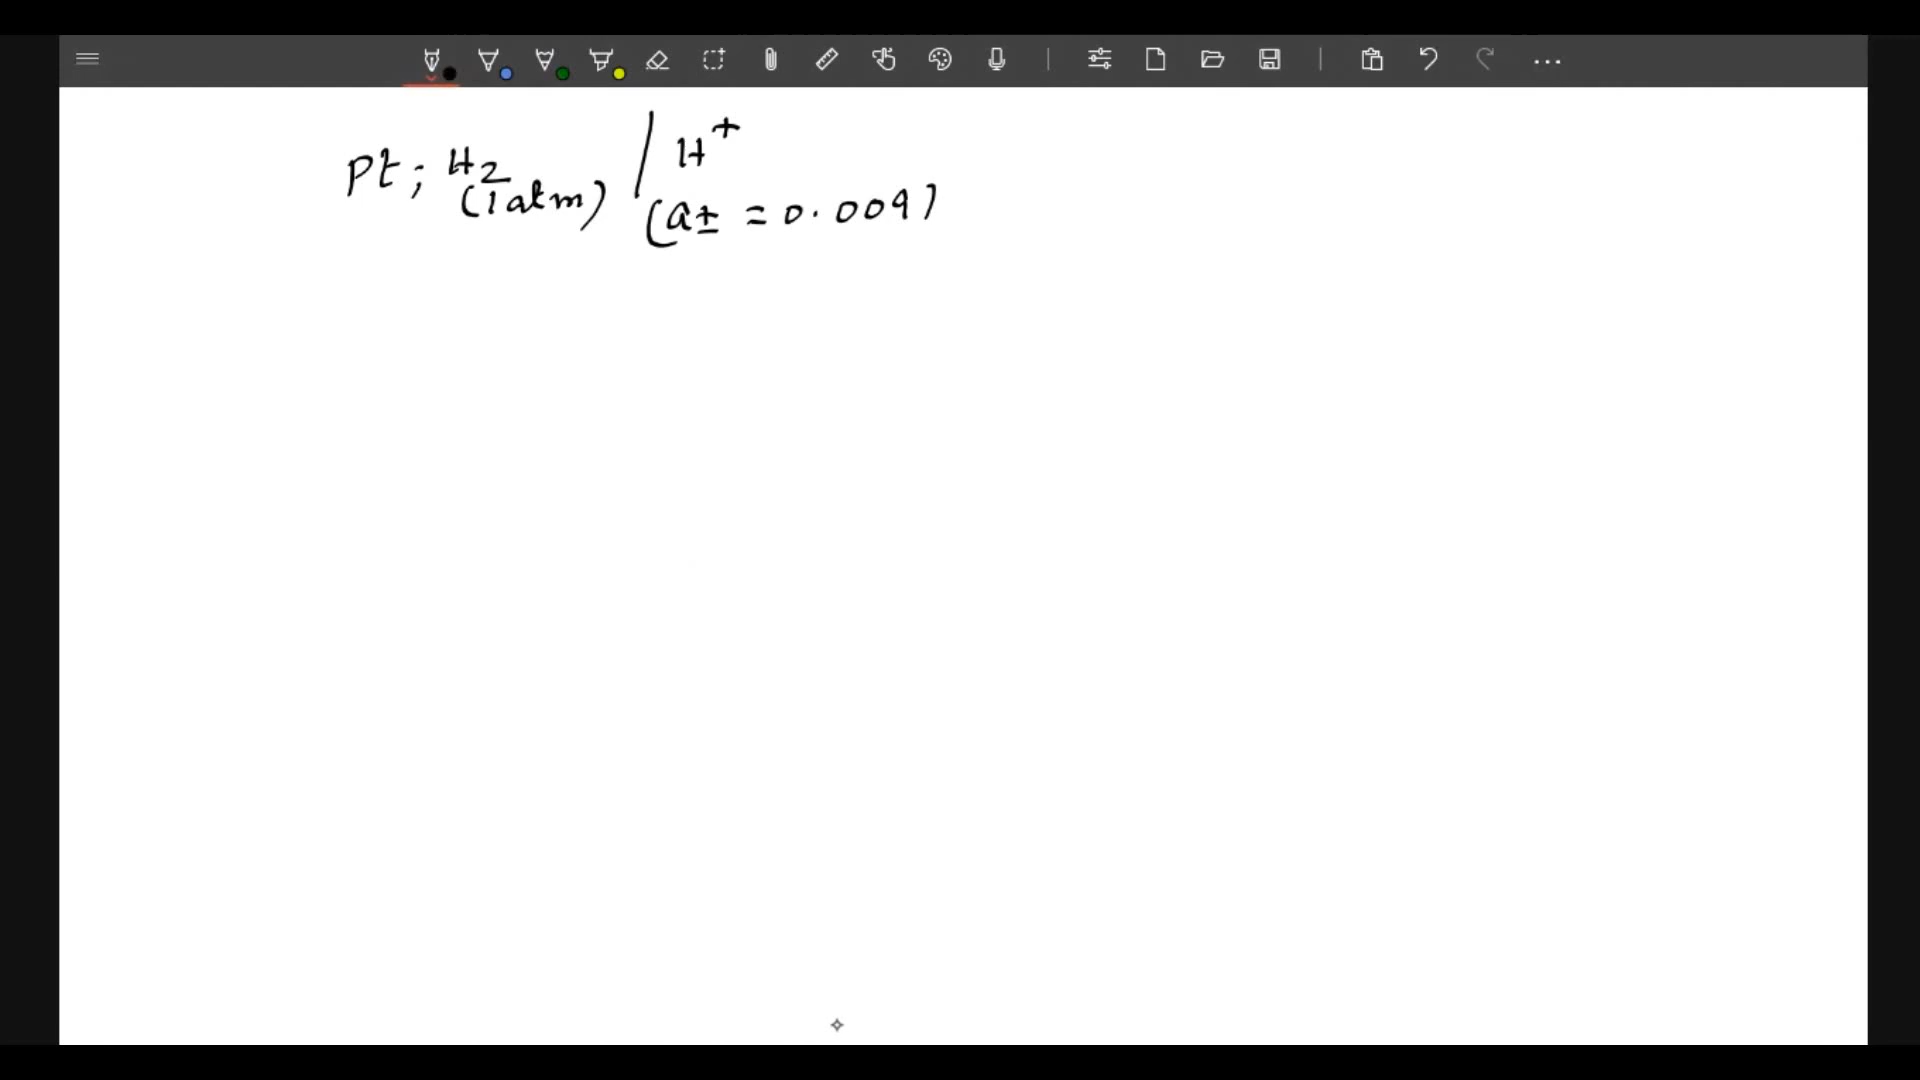 Pt; H2 / H+
(1atm) (a± = 0.009)